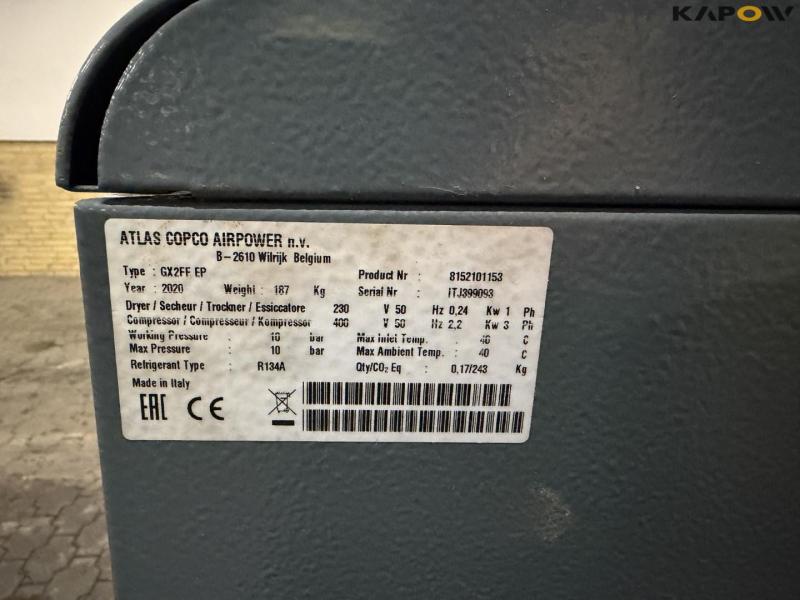 KAPOW
ATLAS COPCO AIRPOWER n.v.
B-2610 Wilrijk Belgium
Type : GX2FF EP Product Nr : 8152101153
Year : 2020 Weight : 187 Kg Serial Nr : ITJ399093
Dryer / Secheur / Trockner / Essiccatore 230 V 50 Hz 0,24 Kw 1 Ph
Compressor / Compresseur / Kompressor 400 V 50 Hz 2,2 Kw 3 Ph
Working Pressure : 10 bar Max Inlet Temp. : 40 C
Max Pressure : 10 bar Max Ambient Temp. : 40 C
Refrigerant Type : R134A Qty/CO₂ Eq : 0,17/243 Kg
Made in Italy
EAC CE